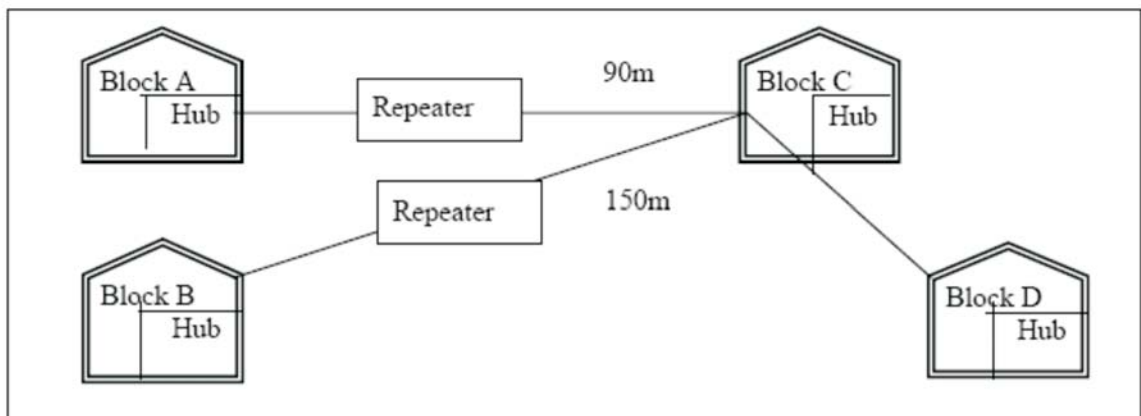 Block A
Hub
Repeater
90m
Block C
Hub
Repeater
150m
Block B
Hub
Block D
Hub